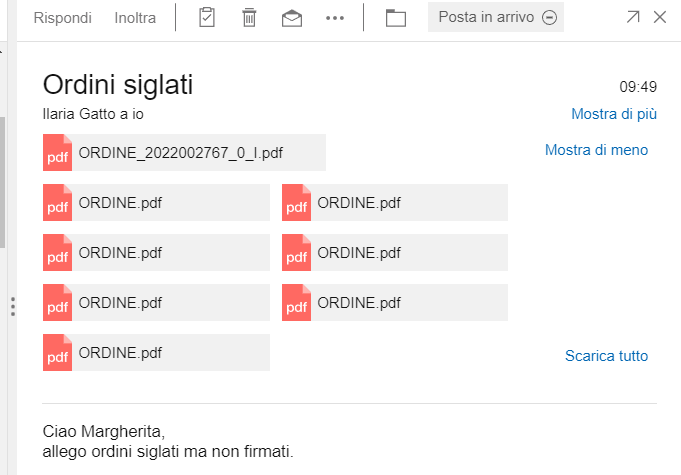 Rispondi Inoltra Posta in arrivo
Ordini siglati 09:49
Ilaria Gatto a io Mostra di più
pdf ORDINE_2022002767_0_I.pdf Mostra di meno
pdf ORDINE.pdf pdf ORDINE.pdf
pdf ORDINE.pdf pdf ORDINE.pdf
pdf ORDINE.pdf pdf ORDINE.pdf
pdf ORDINE.pdf Scarica tutto
Ciao Margherita,
allego ordini siglati ma non firmati.